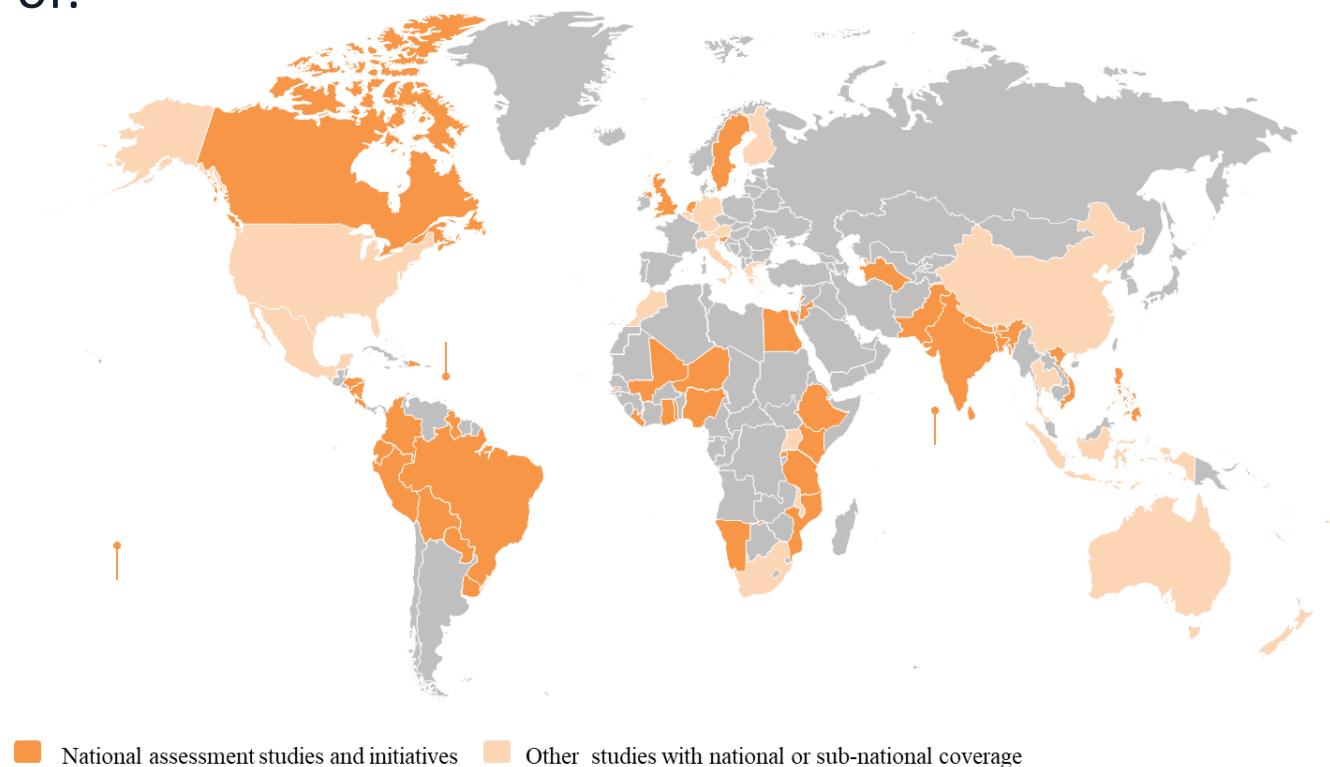 National assessment studies and initiatives
Other studies with national or sub-national coverage